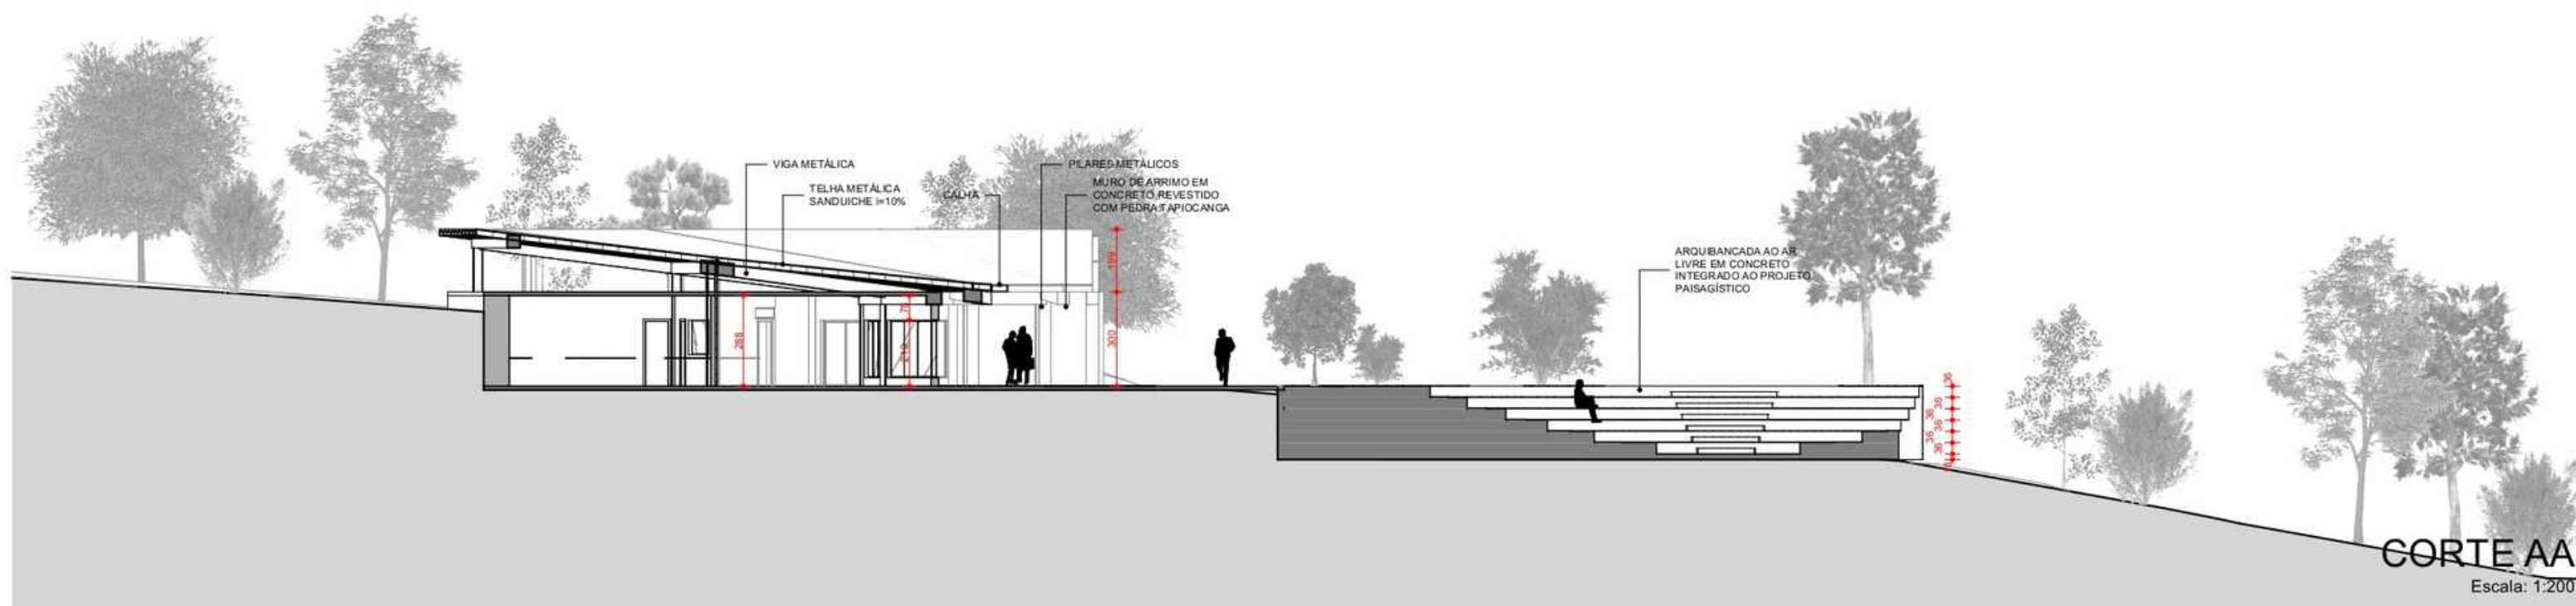 VIGA METÁLICA
TELHA METÁLICA
SANDUICHE i=10%
CALHA
PILARES METÁLICOS
MURO DE ARRIMO EM
CONCRETO REVESTIDO
COM PEDRA TAPIOCANGA
ARQUIBANCADA AO AR
LIVRE EM CONCRETO
INTEGRADO AO PROJETO
PAISAGÍSTICO
199
300
288
210
36
36
36
36
36
36
CORTE AA
Escala: 1:200